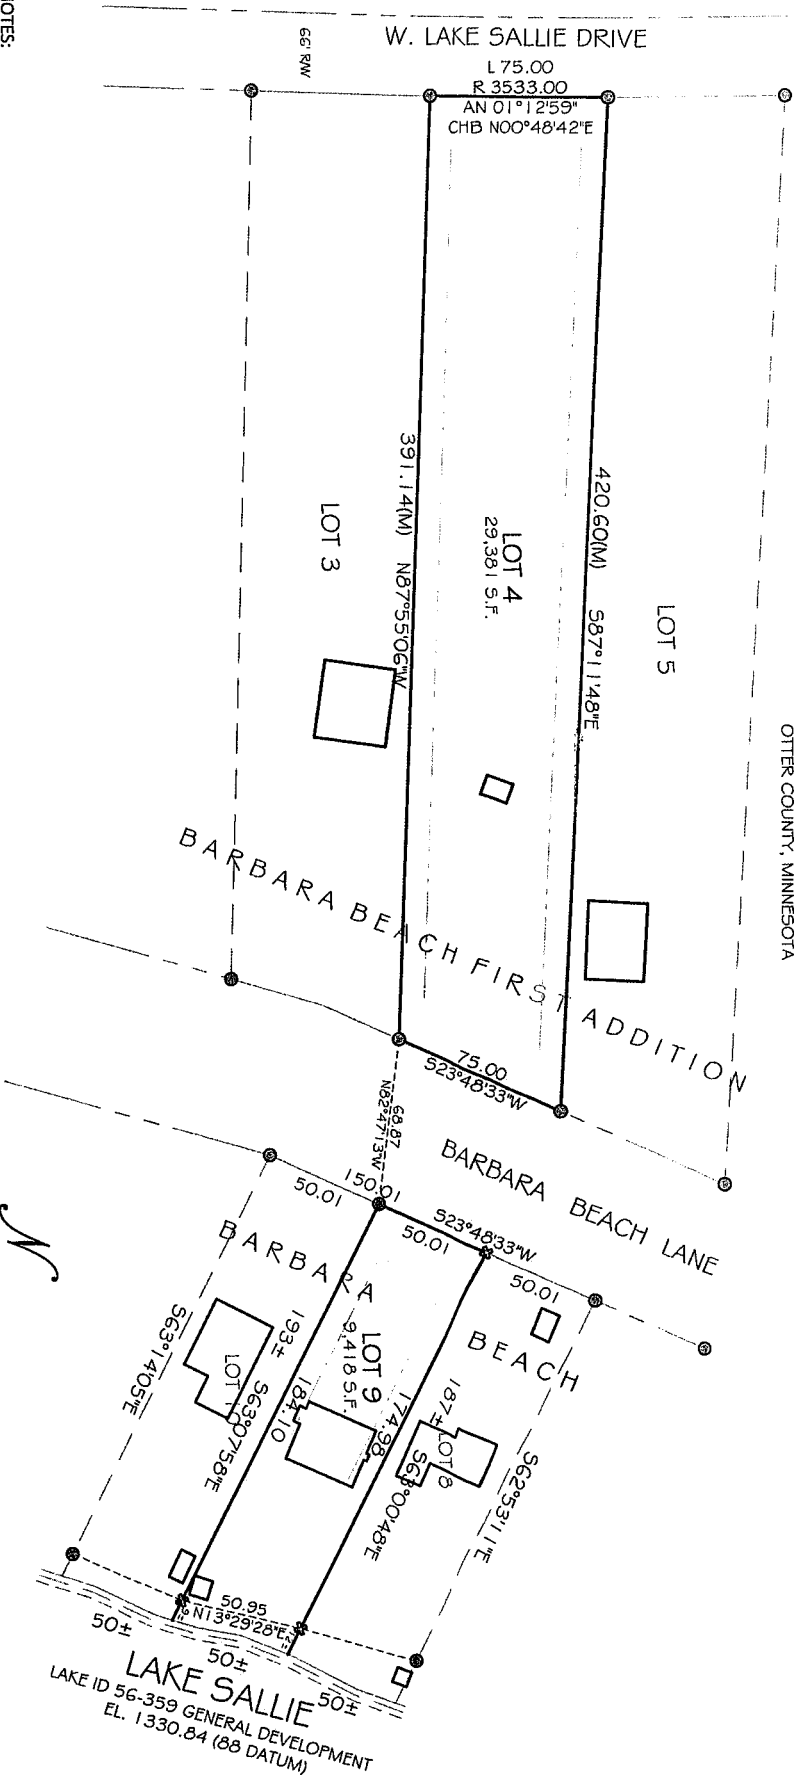 OTES:
66' R/W
W. LAKE SALLIE DRIVE
L 75.00
R 3533.00
AN 01°12'59"
CHB N00°48'42"E
OTTER COUNTY, MINNESOTA
391.14(M) N87°55'06"W
420.60(M) S87°11'48"E
LOT 3
LOT 4
29,381 S.F.
LOT 5
BARBARA BEACH FIRST ADDITION
75.00
S23°48'33"W
68.87
N82°47'13"W
BARBARA BEACH LANE
150.01
50.01
50.01
S23°48'33"W
50.01
BARBARA BEACH
N
S63°14'05"E
193±
184.10
S63°07'58"E
LOT 9
9,418 S.F.
174.98
187±
S63°00'48"E
LOT 8
S62°53'11"E
50.95
N13°29'28"E
50±
50±
50±
LAKE SALLIE
LAKE ID 56-359 GENERAL DEVELOPMENT
EL. 1330.84 (88 DATUM)